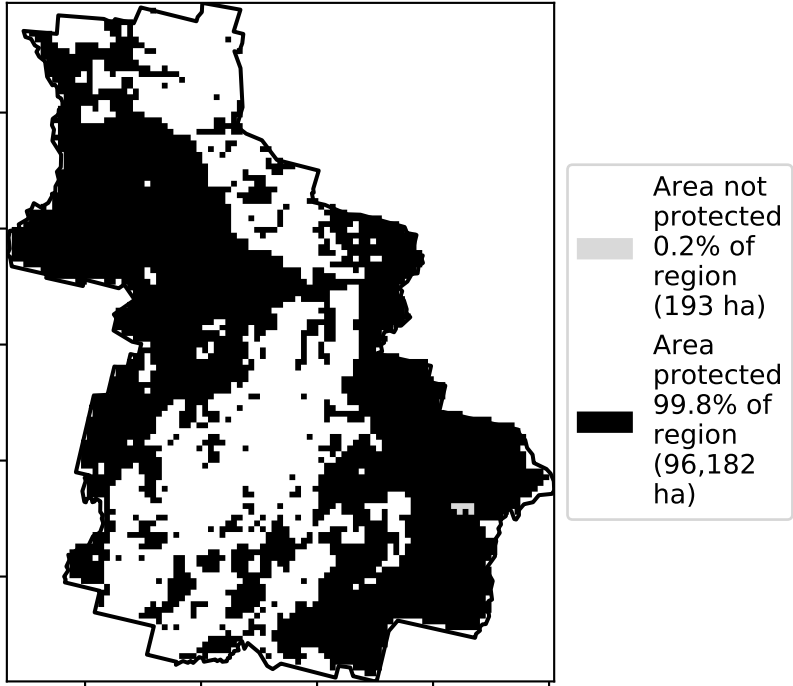 Area not
protected
0.2% of
region
(193 ha)
Area
protected
99.8% of
region
(96,182
ha)